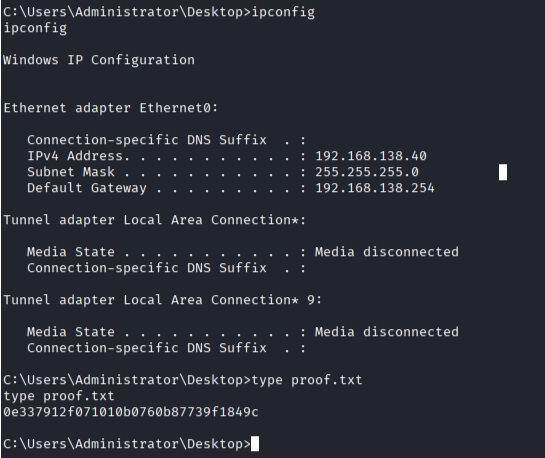 C:\Users\Administrator\Desktop>ipconfig
ipconfig

Windows IP Configuration


Ethernet adapter Ethernet0:

   Connection-specific DNS Suffix  . :
   IPv4 Address. . . . . . . . . . . : 192.168.138.40
   Subnet Mask . . . . . . . . . . . : 255.255.255.0
   Default Gateway . . . . . . . . . : 192.168.138.254

Tunnel adapter Local Area Connection*:

   Media State . . . . . . . . . . . : Media disconnected
   Connection-specific DNS Suffix  . :

Tunnel adapter Local Area Connection* 9:

   Media State . . . . . . . . . . . : Media disconnected
   Connection-specific DNS Suffix  . :

C:\Users\Administrator\Desktop>type proof.txt
type proof.txt
0e337912f071010b0760b87739f1849c

C:\Users\Administrator\Desktop>